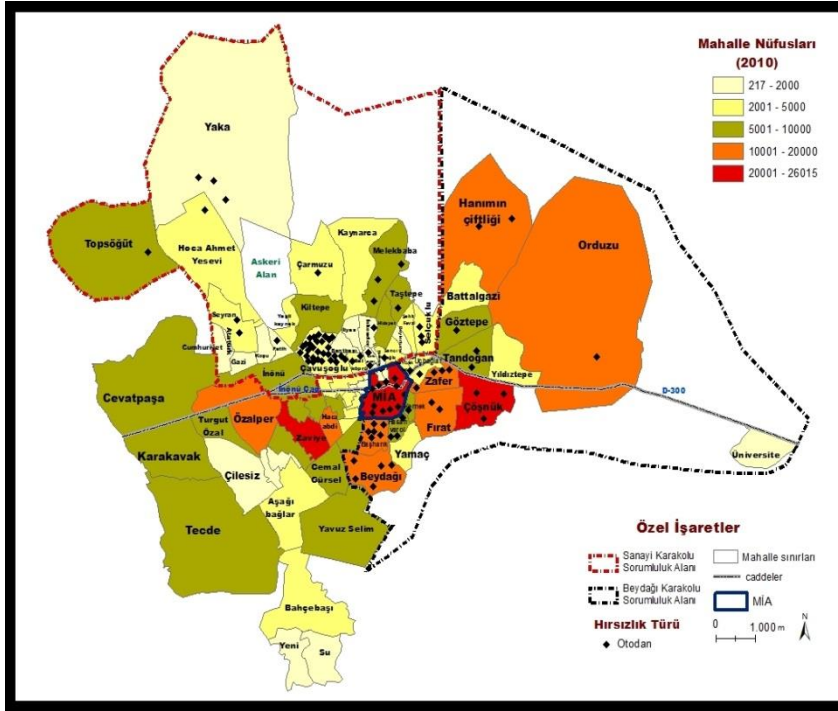 Mahalle Nüfusları
(2010)
217 - 2000
2001 - 5000
5001 - 10000
10001 - 20000
20001 - 26015
Yaka
Topsöğüt
Hoca Ahmet
Yesevi
Askeri
Alan
Kaynarca
Melekbaba
Çarmuzu
Hanımın
çiftliği
Orduzu
Battalgazi
Göztepe
Taştepe
Kiltepe
Selçuklu
Seyran
Cumhuriyet
Gazi
Tandoğan
Yıldıztepe
Çavuşoğlu
İnönü
İnönü Cad
D-300
Cevatpaşa
Zafer
MİA
Çöşnük
Turgut
Özal
Özalper
Zaviye
Fırat
Üniversite
Karakavak
Çilesiz
Cemal
Gürsel
Yamaç
Beydağı
Aşağı
bağlar
Tecde
Yavuz Selim
Bahçebaşı
Yeni
Su
Özel İşaretler
Sanayi Karakolu
Sorumluluk Alanı
Mahalle sınırları
caddeler
Beydağı Karakolu
Sorumluluk Alanı
MİA
Hırsızlık Türü
Otodan
0
1.000 m
N